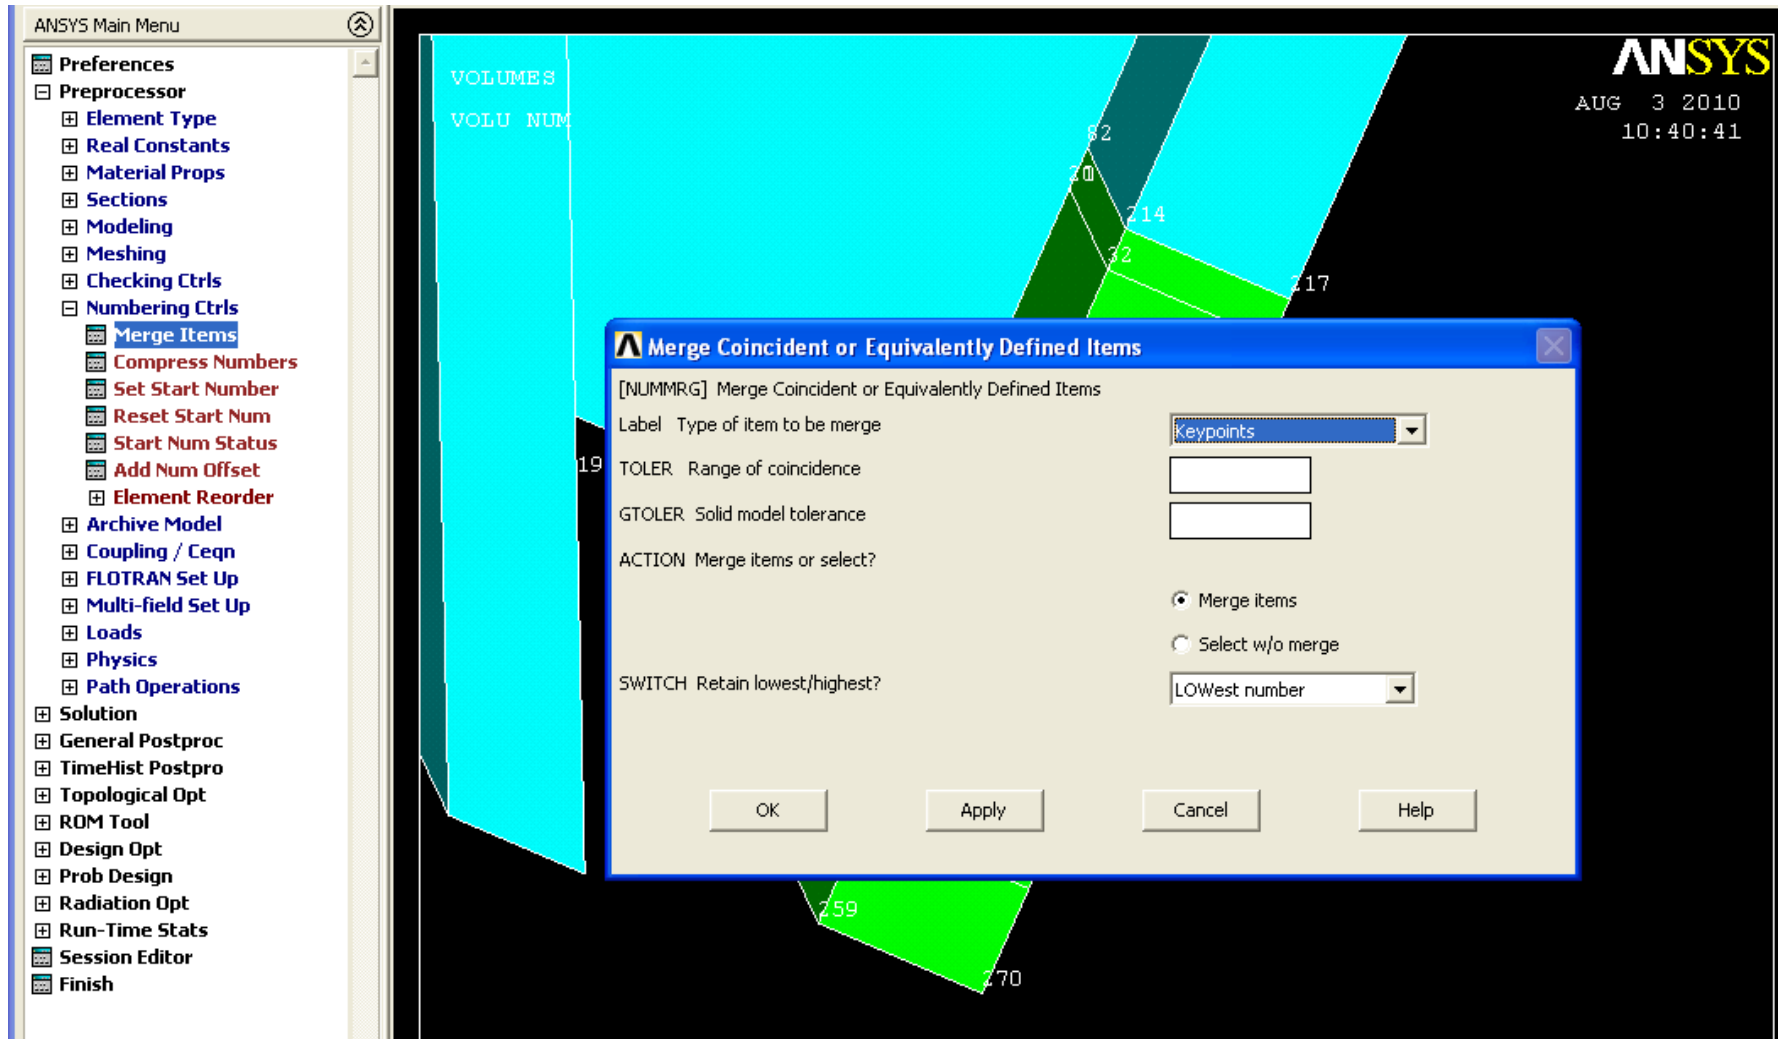 ANSYS Main Menu
Preferences
Preprocessor
Element Type
Real Constants
Material Props
Sections
Modeling
Meshing
Checking Ctrls
Numbering Ctrls
Merge Items
Compress Numbers
Set Start Number
Reset Start Num
Start Num Status
Add Num Offset
Element Reorder
Archive Model
Coupling / Ceqn
FLOTRAN Set Up
Multi-field Set Up
Loads
Physics
Path Operations
Solution
General Postproc
TimeHist Postpro
Topological Opt
ROM Tool
Design Opt
Prob Design
Radiation Opt
Run-Time Stats
Session Editor
Finish
VOLUMES
VOLU NUM
ANSYS
AUG 3 2010
10:40:41
82
214
32
217
19
Merge Coincident or Equivalently Defined Items
[NUMMRG] Merge Coincident or Equivalently Defined Items
Label Type of item to be merge
Keypoints
TOLER Range of coincidence
GTOLER Solid model tolerance
ACTION Merge items or select?
Merge items
Select w/o merge
SWITCH Retain lowest/highest?
LOWest number
OK
Apply
Cancel
Help
259
270